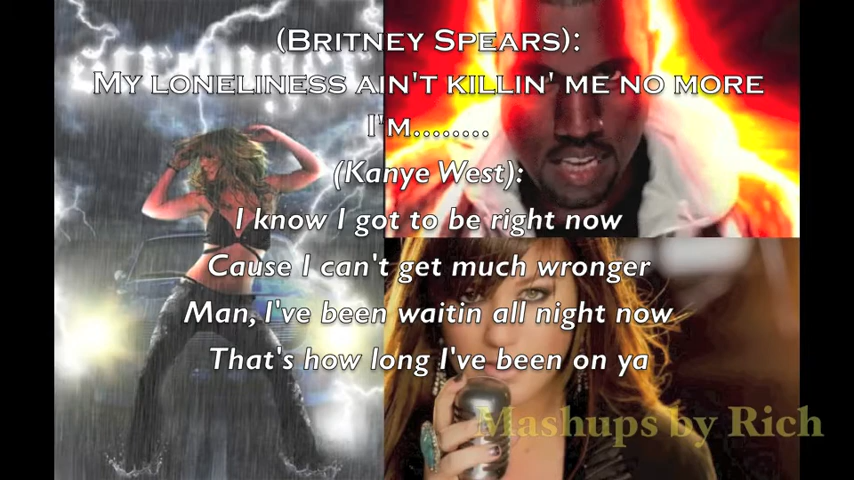 stronger
(BRITNEY SPEARS):
MY LONELINESS AIN'T KILLIN' ME NO MORE
I'M........
(Kanye West):
I know I got to be right now
Cause I can't get much wronger
Man, I've been waitin all night now
That's how long I've been on ya
Mashups by Rich